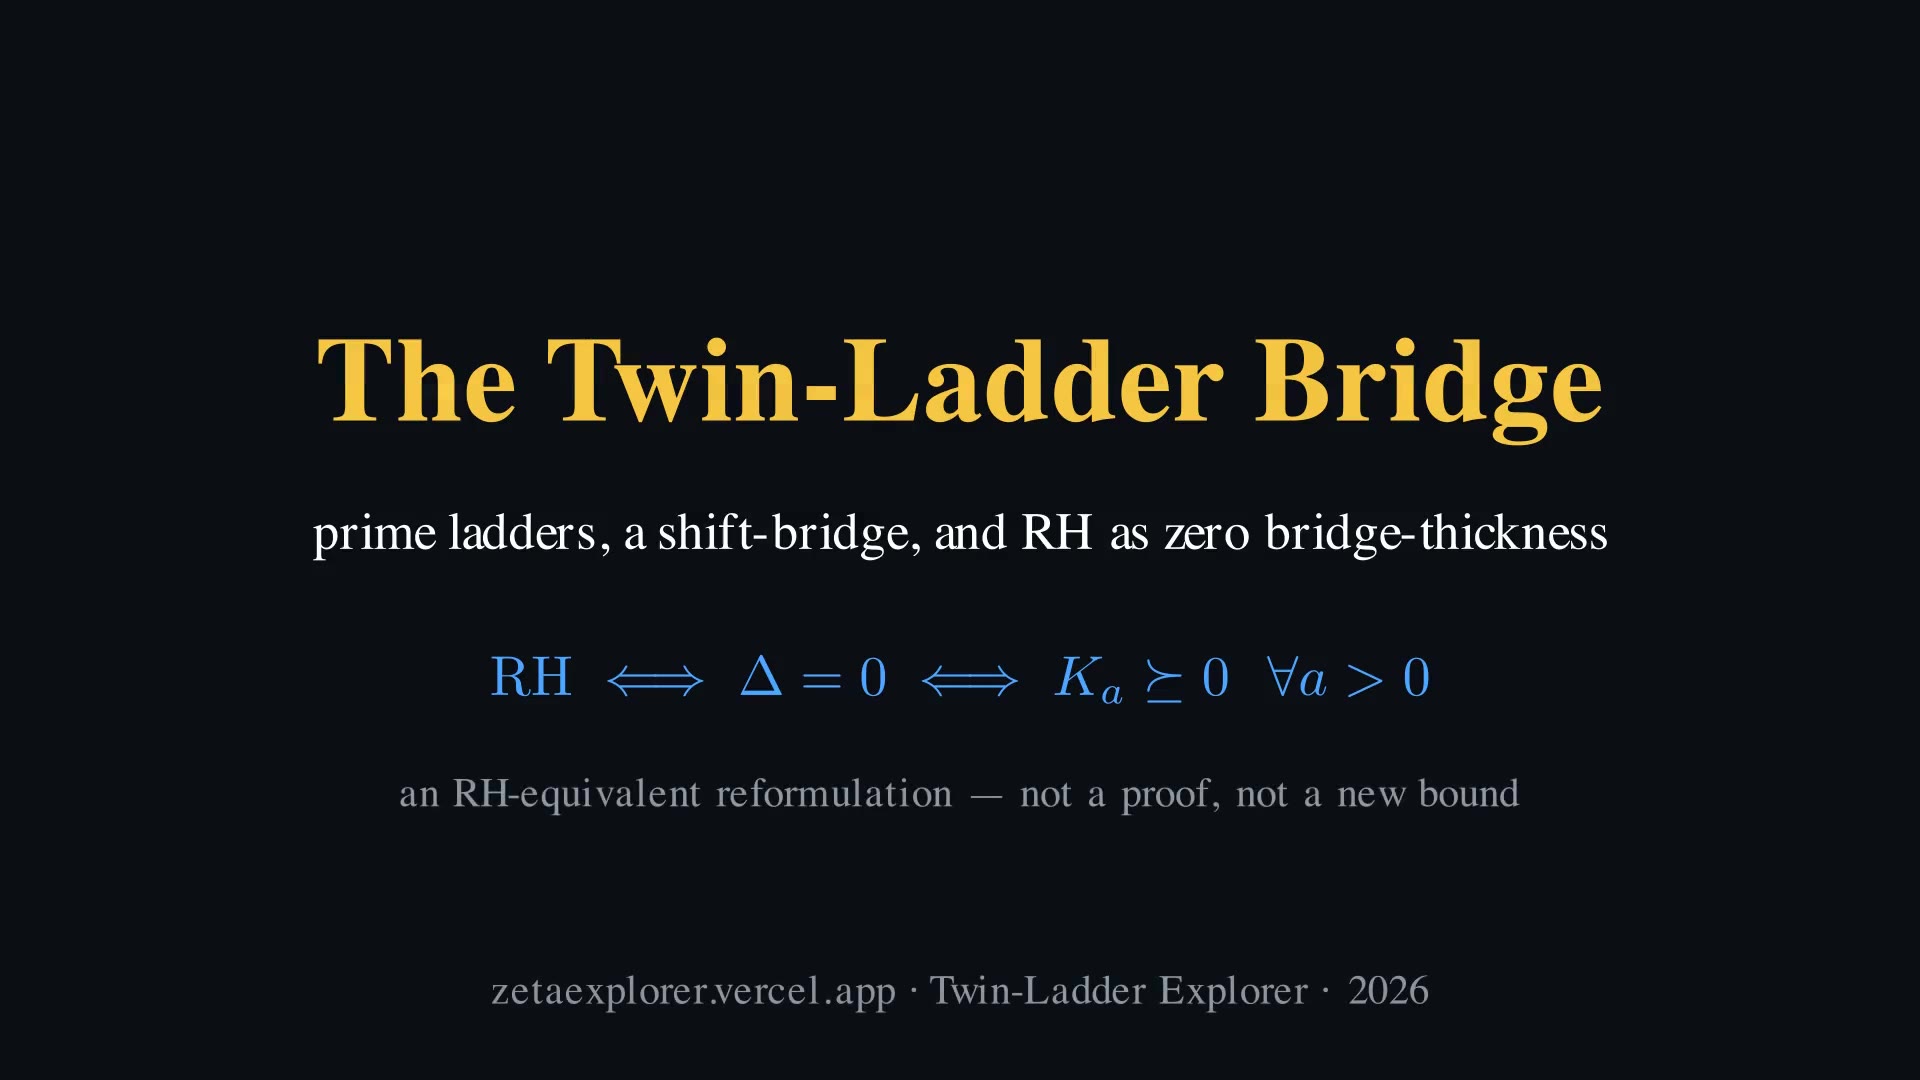 The Twin-Ladder Bridge
prime ladders, a shift-bridge, and RH as zero bridge-thickness
RH ⟺ Δ = 0 ⟺ Kₐ ⪰ 0 ∀a > 0
an RH-equivalent reformulation — not a proof, not a new bound
zetaexplorer.vercel.app · Twin-Ladder Explorer · 2026